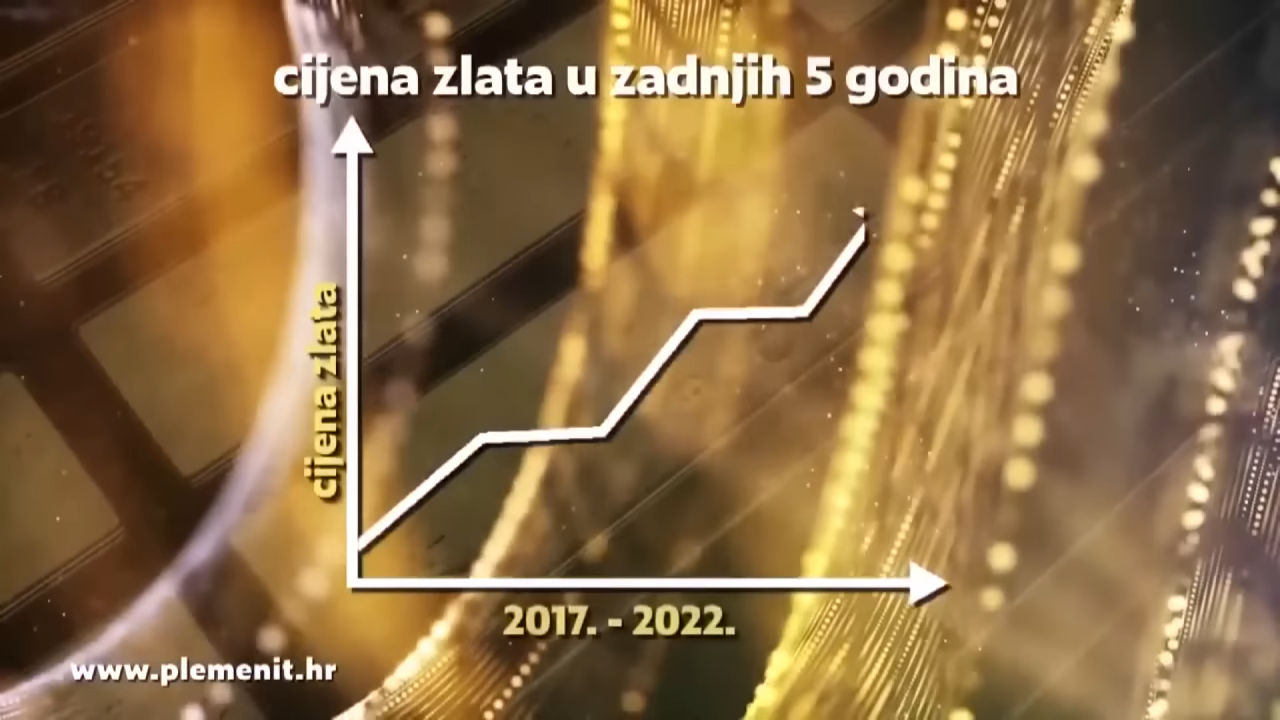 cijena zlata u zadnjih 5 godina
cijena zlata
2017. - 2022.
www.plemenit.hr